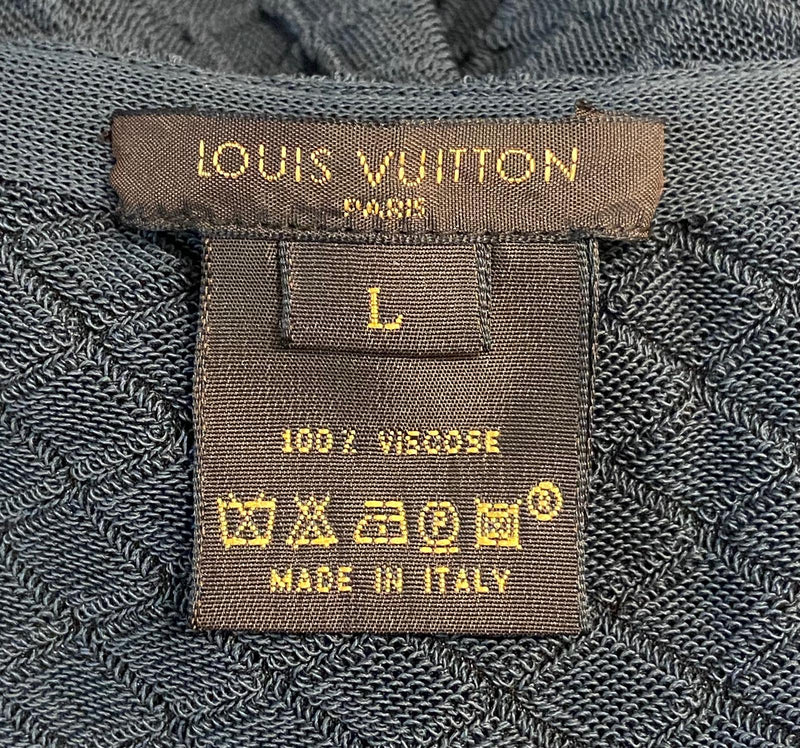 LOUIS VUITTON
PARIS
L
100% VISCOSE
P ®
MADE IN ITALY